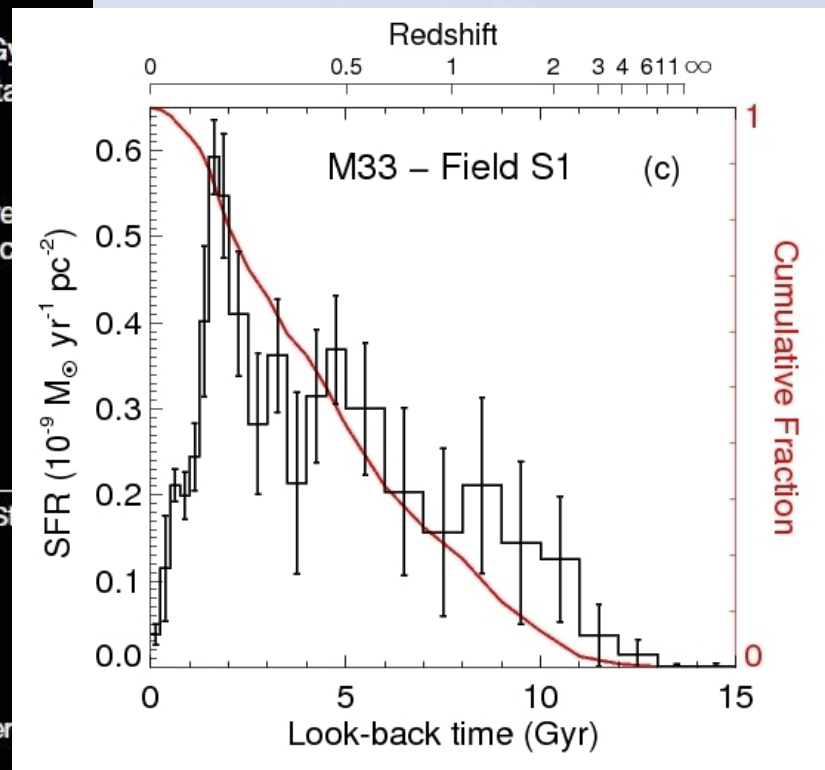 Redshift
0 0.5 1 2 3 4 6 11 ∞
M33 – Field S1 (c)
SFR (10⁻⁹ M☉ yr⁻¹ pc⁻²)
0.6
0.5
0.4
0.3
0.2
0.1
0.0
1
0
Cumulative Fraction
0 5 10 15
Look-back time (Gyr)